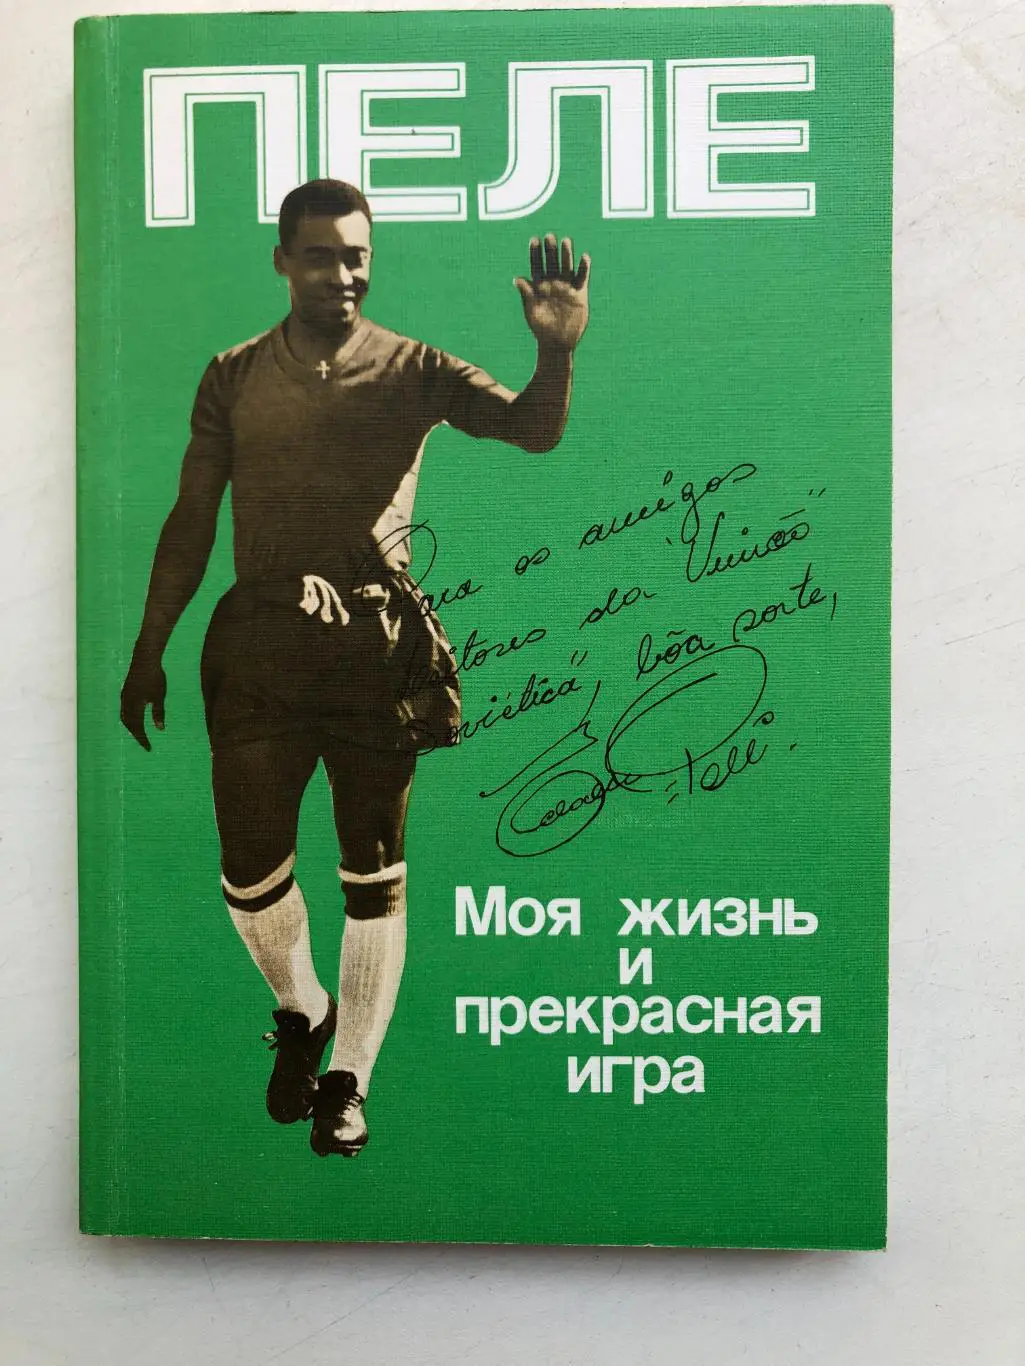 ПЕЛЕ
Para os amigos
leitores da "União
Soviética", bôa sorte,
Edson=Pelé.
Моя жизнь
и
прекрасная
игра